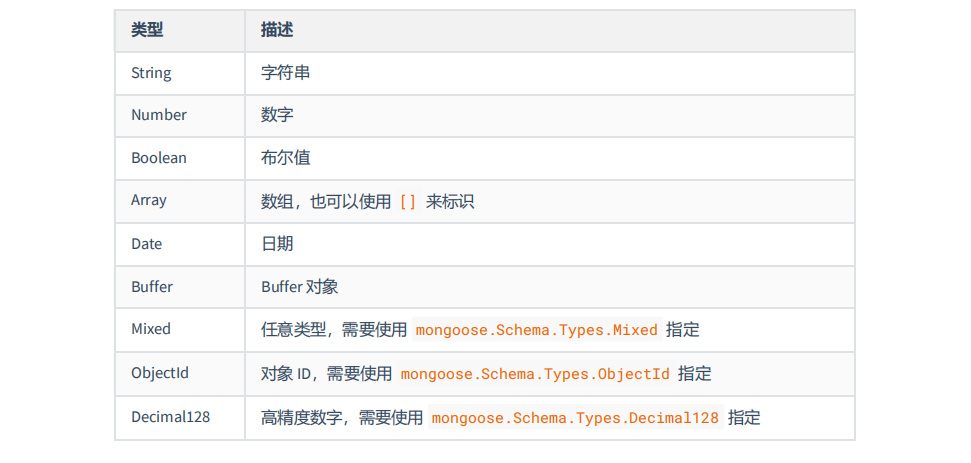 类型 描述
String 字符串
Number 数字
Boolean 布尔值
Array 数组，也可以使用 [] 来标识
Date 日期
Buffer Buffer 对象
Mixed 任意类型，需要使用 mongoose.Schema.Types.Mixed 指定
ObjectId 对象 ID，需要使用 mongoose.Schema.Types.ObjectId 指定
Decimal128 高精度数字，需要使用 mongoose.Schema.Types.Decimal128 指定